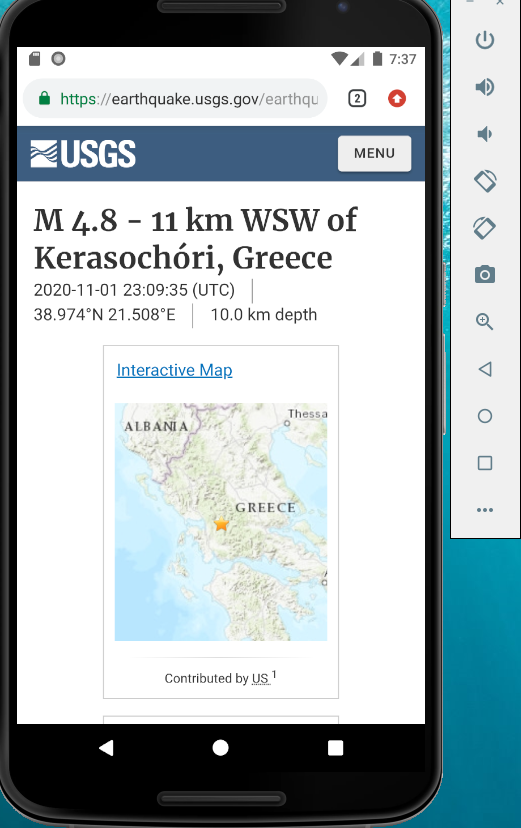 7:37
https://earthquake.usgs.gov/earthqu
2
USGS
MENU
M 4.8 - 11 km WSW of
Kerasochóri, Greece
2020-11-01 23:09:35 (UTC)
38.974°N 21.508°E
10.0 km depth
Interactive Map
Thessa
ALBANIA
GREECE
A
Contributed by US 1